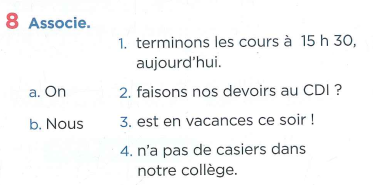 8 Associe.
1. terminons les cours à 15 h 30,
aujourd'hui.
a. On
2. faisons nos devoirs au CDI ?
b. Nous
3. est en vacances ce soir !
4. n'a pas de casiers dans
notre collège.